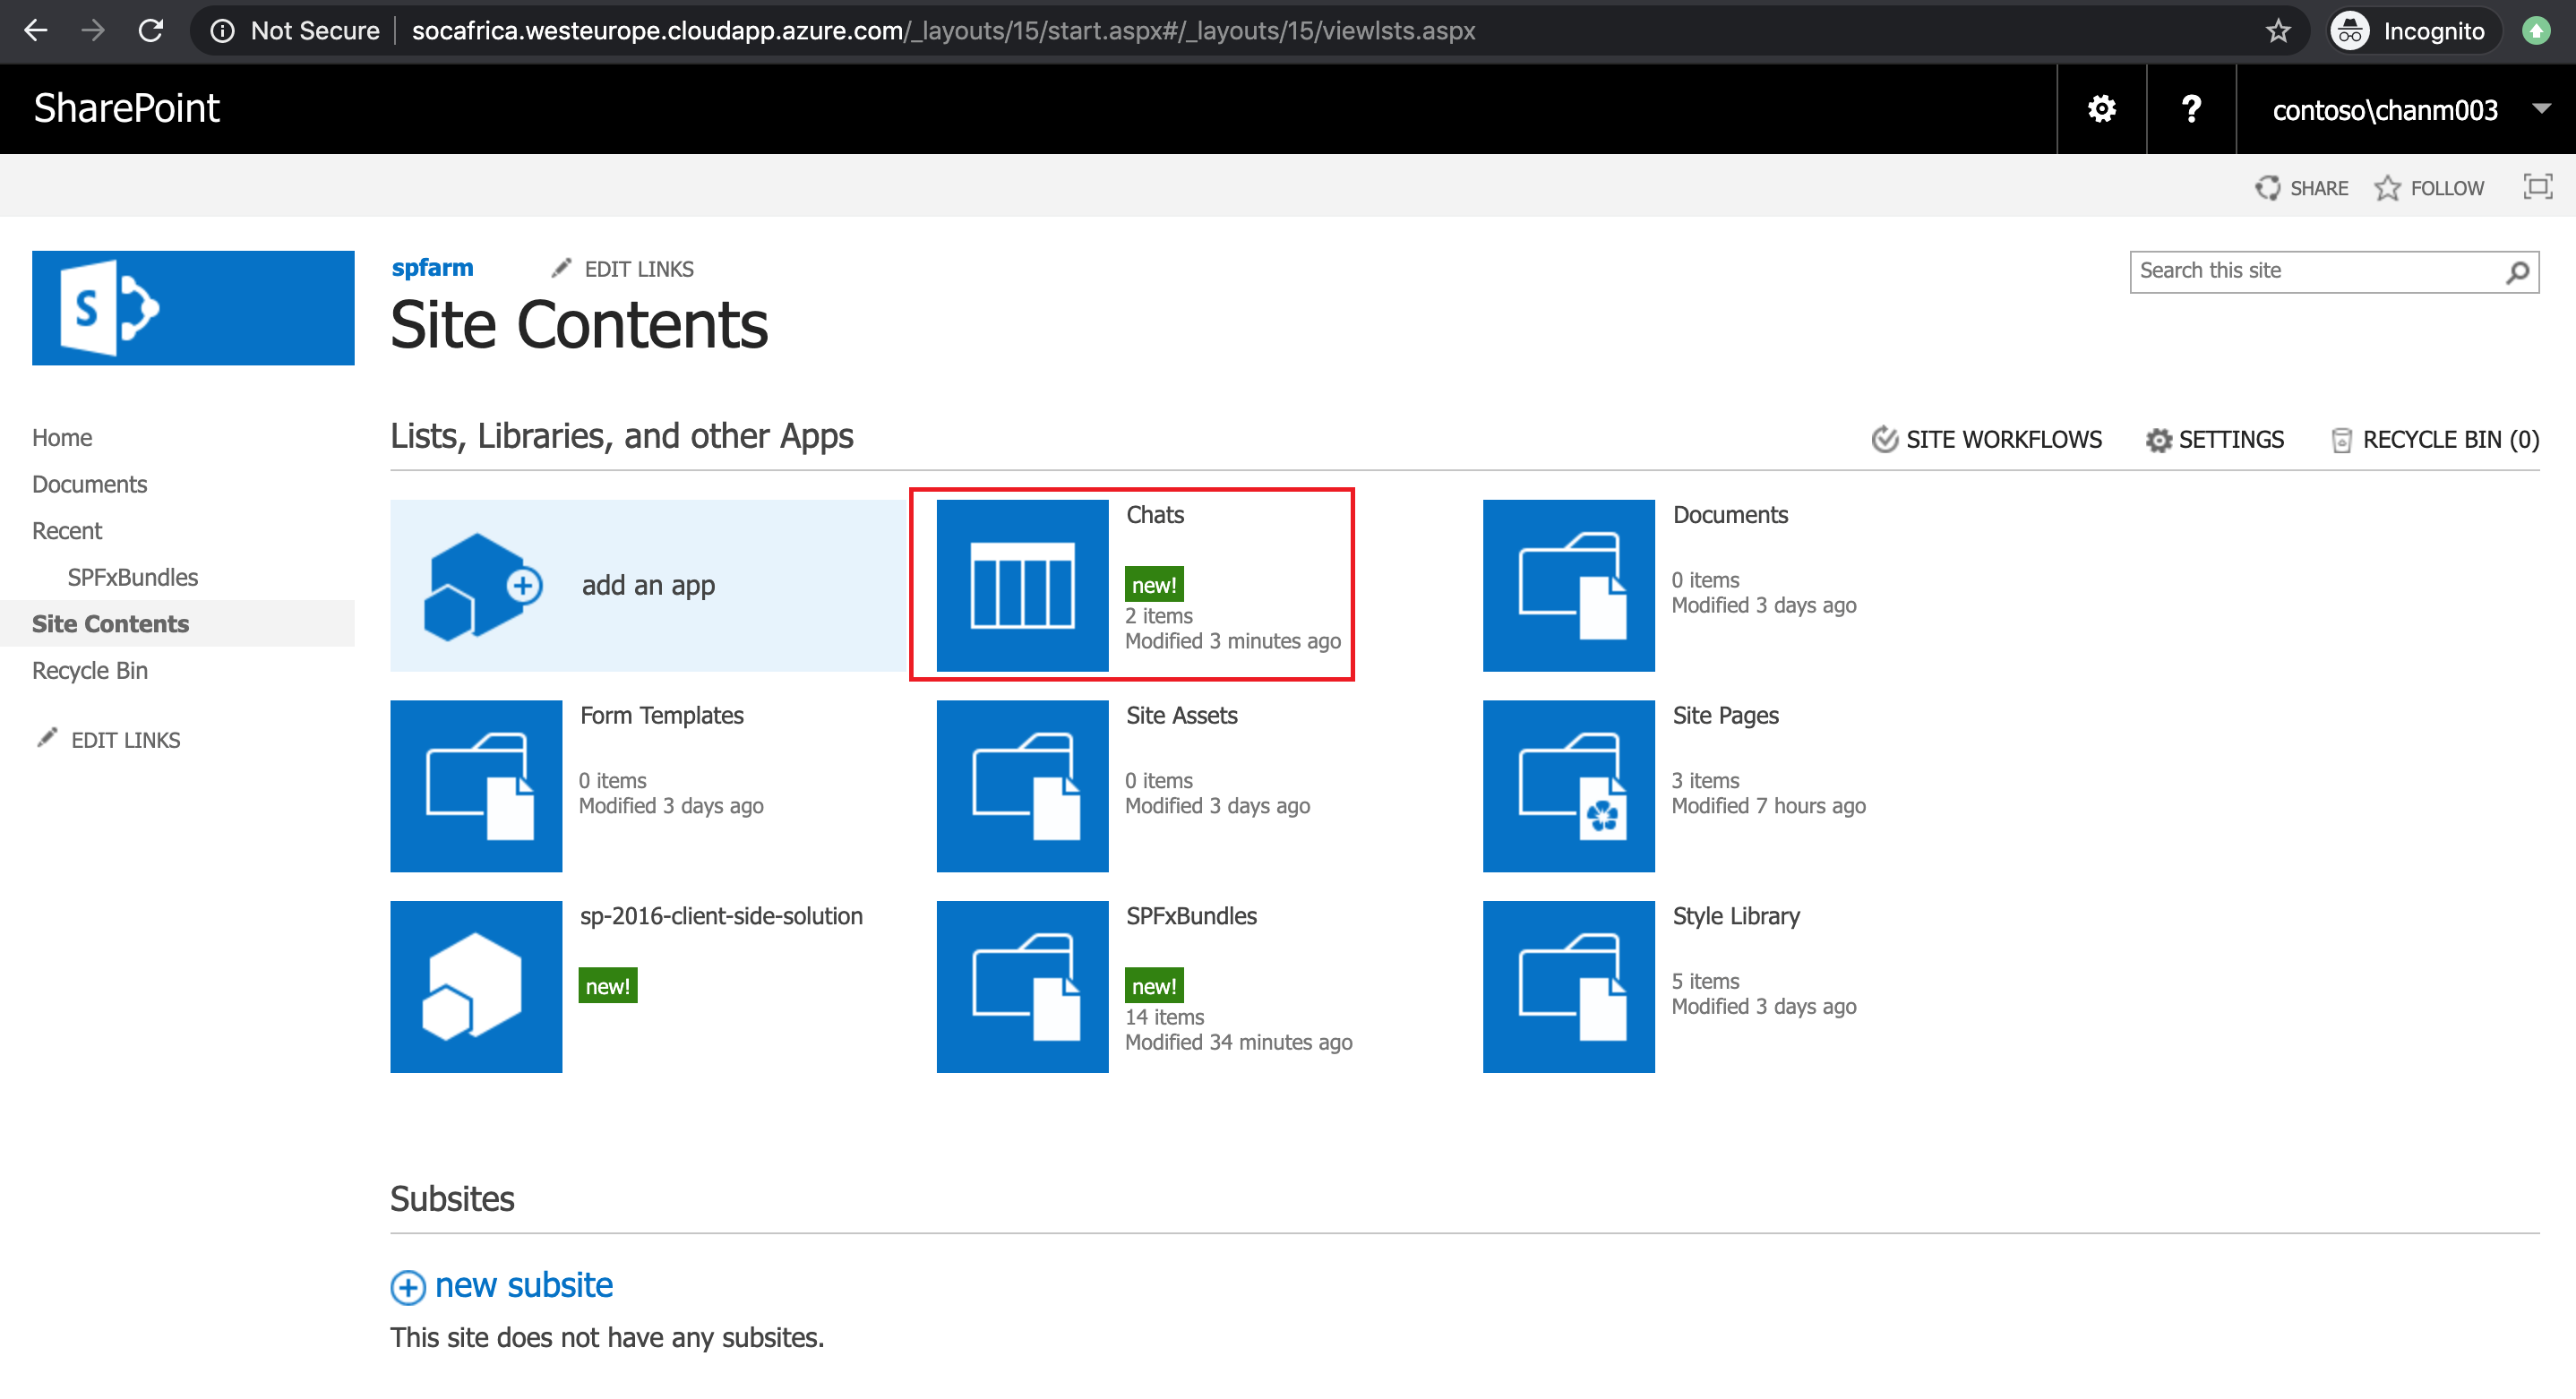 Not Secure socafrica.westeurope.cloudapp.azure.com/_layouts/15/start.aspx#/_layouts/15/viewlsts.aspx Incognito
SharePoint ? contoso\chanm003
SHARE FOLLOW
S
spfarm EDIT LINKS
Search this site
Site Contents
Home
Documents
Recent
SPFxBundles
Site Contents
Recycle Bin
EDIT LINKS
Lists, Libraries, and other Apps
SITE WORKFLOWS SETTINGS RECYCLE BIN (0)
add an app
Chats
new!
2 items
Modified 3 minutes ago
Documents
0 items
Modified 3 days ago
Form Templates
0 items
Modified 3 days ago
Site Assets
0 items
Modified 3 days ago
Site Pages
3 items
Modified 7 hours ago
sp-2016-client-side-solution
new!
SPFxBundles
new!
14 items
Modified 34 minutes ago
Style Library
5 items
Modified 3 days ago
Subsites
new subsite
This site does not have any subsites.